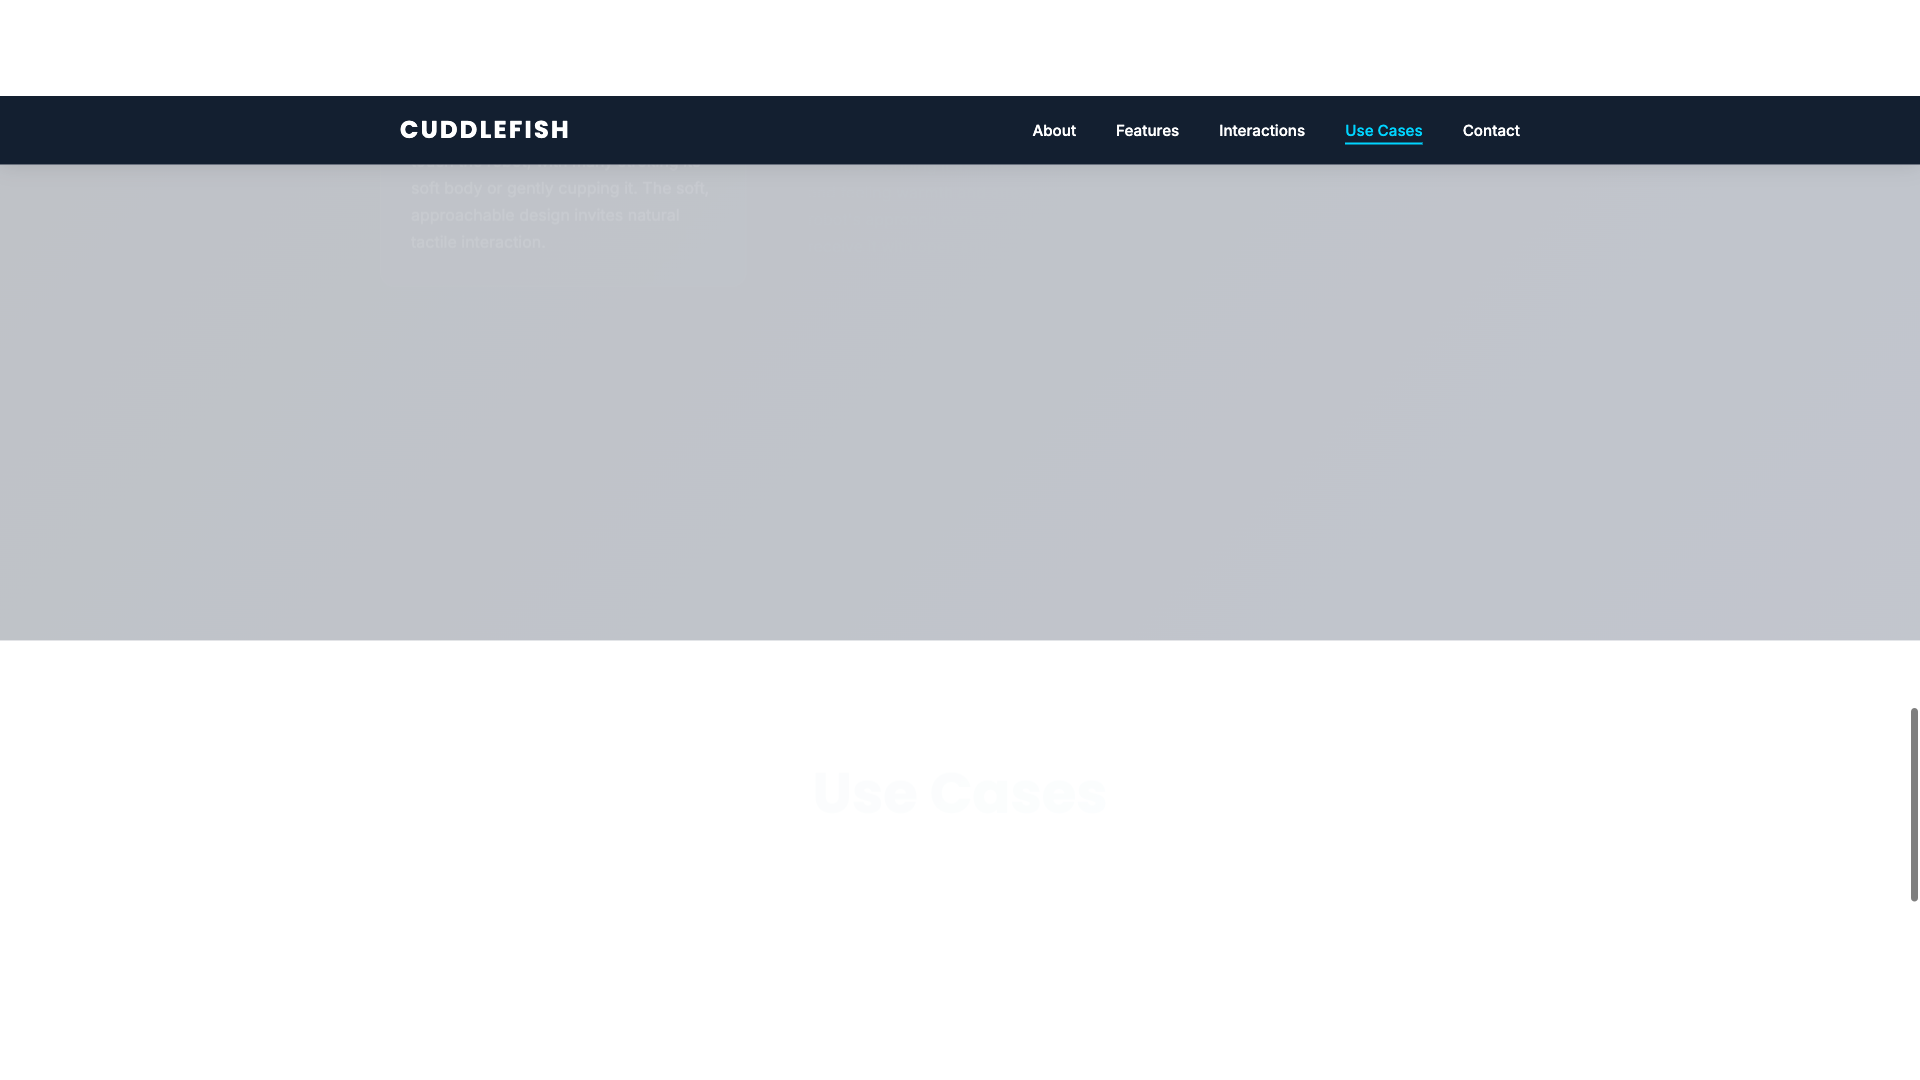 CUDDLEFISH
About Features Interactions Use Cases Contact
soft body or gently cupping it. The soft,
approachable design invites natural
tactile interaction.
Use Cases